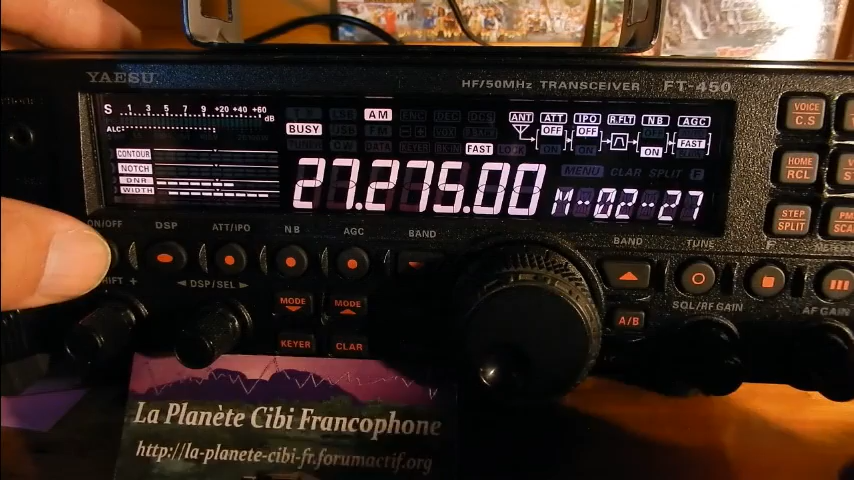 YAESU
HF/50MHz TRANSCEIVER FT-450
S 1 3 5 7 9 +20 +40 +60 dB
ALC
AM
BUSY
FAST
ANT ATT IPO R.FLT NB AGC
OFF OFF FAST
ON
CONTOUR
NOTCH
DNR
WIDTH
MENU CLAR SPLIT F
27.275.00 M-02-27
VOICE
C.S
HOME
RCL
STEP
SPLIT
ON/OFF DSP ATT/IPO NB AGC BAND BAND TUNE F
SHIFT + ◄DSP/SEL►
MODE MODE
KEYER CLAR
A/B
SQL/RF GAIN AF GAIN
La Planète Cibi Francophone
http://la-planete-cibi-fr.forumactif.org